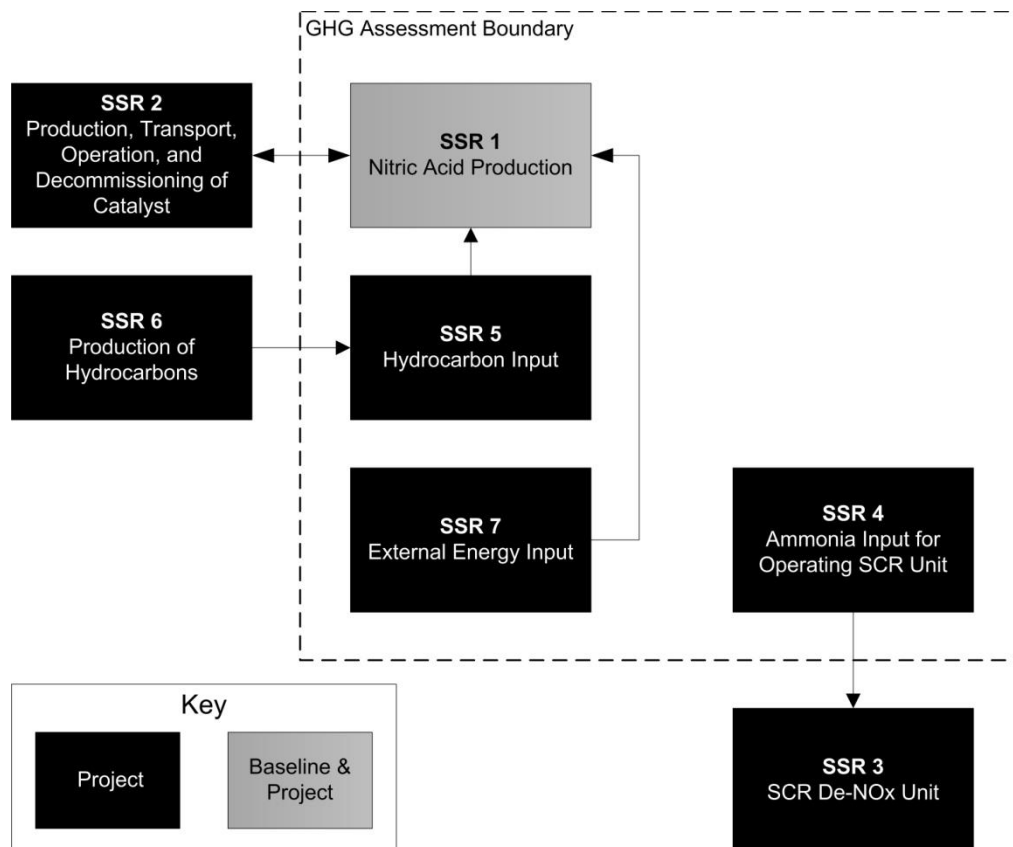 GHG Assessment Boundary
SSR 2
Production, Transport,
Operation, and
Decommissioning of
Catalyst
SSR 1
Nitric Acid Production
SSR 6
Production of
Hydrocarbons
SSR 5
Hydrocarbon Input
SSR 7
External Energy Input
SSR 4
Ammonia Input for
Operating SCR Unit
Key
Project
Baseline &
Project
SSR 3
SCR De-NOx Unit